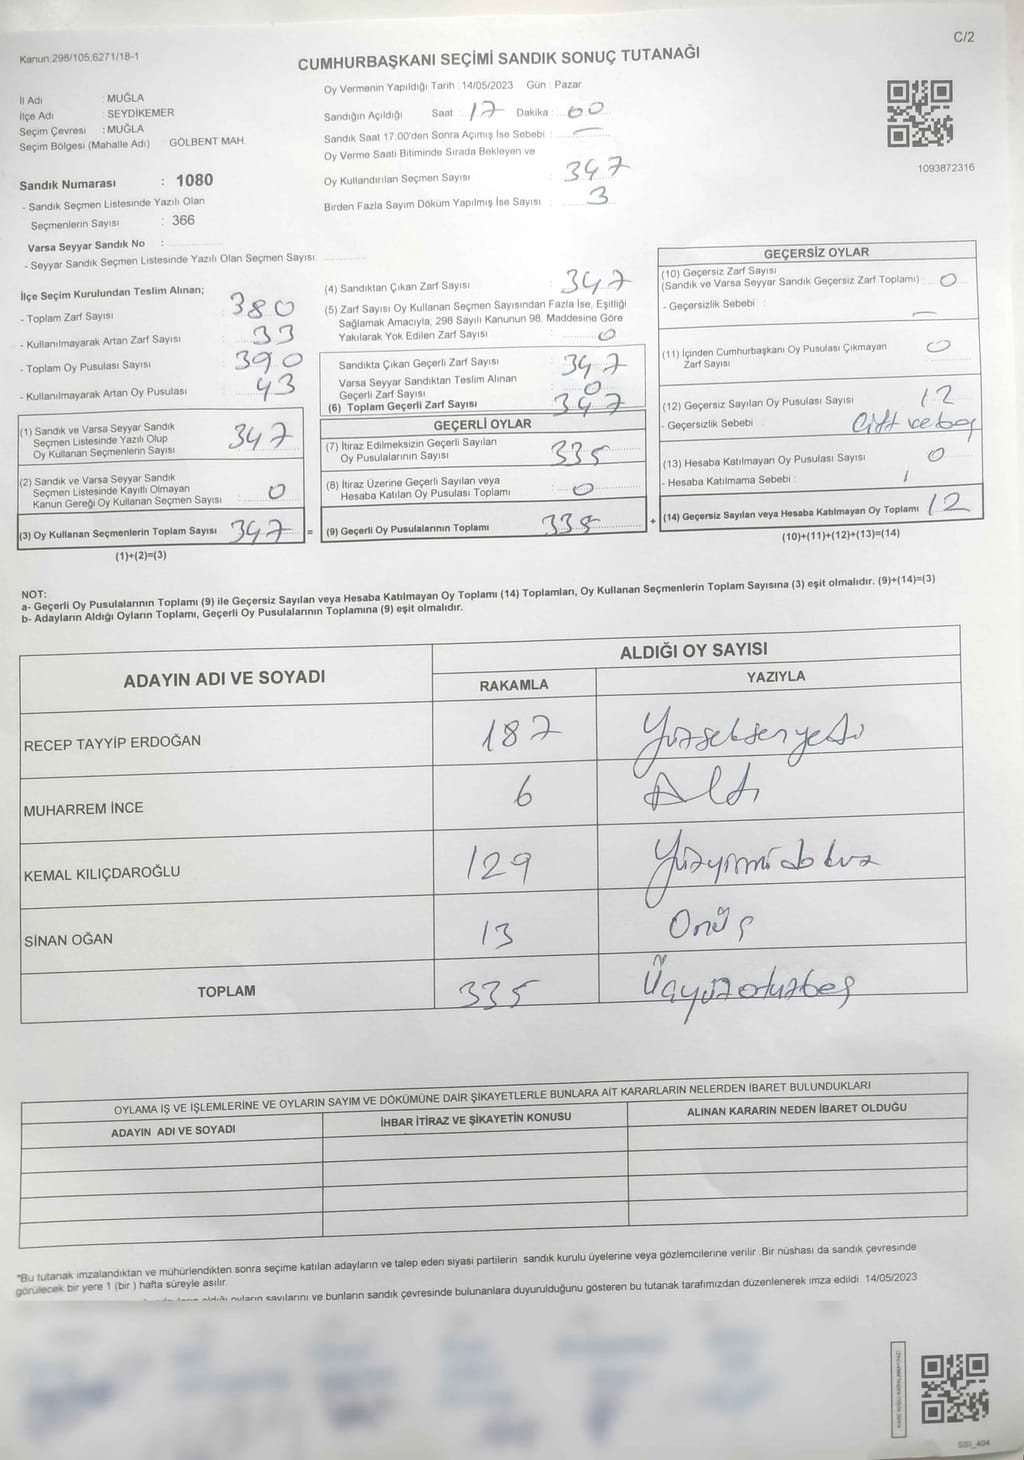 Kanun:298/105,6271/18-1
C/2
CUMHURBAŞKANI SEÇİMİ SANDIK SONUÇ TUTANAĞI
İl Adı : MUĞLA
İlçe Adı : SEYDİKEMER
Seçim Çevresi : MUĞLA
Seçim Bölgesi (Mahalle Adı) : GÖLBENT MAH.
Sandık Numarası : 1080
- Sandık Seçmen Listesinde Yazılı Olan
Seçmenlerin Sayısı : 366
Varsa Seyyar Sandık No :
- Seyyar Sandık Seçmen Listesinde Yazılı Olan Seçmen Sayısı:
Oy Vermenin Yapıldığı Tarih : 14/05/2023 Gün : Pazar
Sandığın Açıldığı Saat : 17 Dakika : 00
Sandık Saat 17.00'den Sonra Açımış İse Sebebi : —
Oy Verme Saati Bitiminde Sırada Bekleyen ve
Oy Kullandırılan Seçmen Sayısı : 347
Birden Fazla Sayım Döküm Yapılmış İse Sayısı : 3
1093872316
İlçe Seçim Kurulundan Teslim Alınan;
- Toplam Zarf Sayısı : 380
- Kullanılmayarak Artan Zarf Sayısı : 33
- Toplam Oy Pusulası Sayısı : 390
- Kullanılmayarak Artan Oy Pusulası : 43
(1) Sandık ve Varsa Seyyar Sandık
Seçmen Listesinde Yazılı Olup
Oy Kullanan Seçmenlerin Sayısı : 347
(2) Sandık ve Varsa Seyyar Sandık
Seçmen Listesinde Kayıtlı Olmayan
Kanun Gereği Oy Kullanan Seçmen Sayısı : 0
(3) Oy Kullanan Seçmenlerin Toplam Sayısı 347 =
(1)+(2)=(3)
(4) Sandıktan Çıkan Zarf Sayısı : 347
(5) Zarf Sayısı Oy Kullanan Seçmen Sayısından Fazla İse, Eşitliği
Sağlamak Amacıyla; 298 Sayılı Kanunun 98. Maddesine Göre
Yakılarak Yok Edilen Zarf Sayısı : 0
Sandıkta Çıkan Geçerli Zarf Sayısı : 347
Varsa Seyyar Sandıktan Teslim Alınan
Geçerli Zarf Sayısı : 0
(6) Toplam Geçerli Zarf Sayısı 347
GEÇERLİ OYLAR
(7) İtiraz Edilmeksizin Geçerli Sayılan
Oy Pusulalarının Sayısı : 335
(8) İtiraz Üzerine Geçerli Sayılan veya
Hesaba Katılan Oy Pusulası Toplamı : 0
(9) Geçerli Oy Pusulalarının Toplamı 335 +
GEÇERSİZ OYLAR
(10) Geçersiz Zarf Sayısı
(Sandık ve Varsa Seyyar Sandık Geçersiz Zarf Toplamı) : 0
- Geçersizlik Sebebi : —
(11) İçinden Cumhurbaşkanı Oy Pusulası Çıkmayan
Zarf Sayısı 0
(12) Geçersiz Sayılan Oy Pusulası Sayısı : 12
- Geçersizlik Sebebi : Çift ve boş
(13) Hesaba Katılmayan Oy Pusulası Sayısı : 0
- Hesaba Katılmama Sebebi : /
(14) Geçersiz Sayılan veya Hesaba Katılmayan Oy Toplamı 12
(10)+(11)+(12)+(13)=(14)
NOT:
a- Geçerli Oy Pusulalarının Toplamı (9) ile Geçersiz Sayılan veya Hesaba Katılmayan Oy Toplamı (14) Toplamları, Oy Kullanan Seçmenlerin Toplam Sayısına (3) eşit olmalıdır. (9)+(14)=(3)
b- Adayların Aldığı Oyların Toplamı, Geçerli Oy Pusulalarının Toplamına (9) eşit olmalıdır.
ADAYIN ADI VE SOYADI
ALDIĞI OY SAYISI
RAKAMLA YAZIYLA
RECEP TAYYİP ERDOĞAN 187 Yüzseksenyedi
MUHARREM İNCE 6 Altı
KEMAL KILIÇDAROĞLU 129 Yüzyirmidokuz
SİNAN OĞAN 13 Onüç
TOPLAM 335 Üçyüzotuzbeş
OYLAMA İŞ VE İŞLEMLERİNE VE OYLARIN SAYIM VE DÖKÜMÜNE DAİR ŞİKAYETLERLE BUNLARA AİT KARARLARIN NELERDEN İBARET BULUNDUKLARI
ADAYIN ADI VE SOYADI İHBAR İTİRAZ VE ŞİKAYETİN KONUSU ALINAN KARARIN NEDEN İBARET OLDUĞU
*Bu tutanak imzalandıktan ve mühürlendikten sonra seçime katılan adayların ve talep eden siyasi partilerin sandık kurulu üyelerine veya gözlemcilerine verilir .Bir nüshası da sandık çevresinde
görülecek bir yere 1 (bir ) hafta süreyle asılır.
aldığı oyların sayılarını ve bunların sandık çevresinde bulunanlara duyurulduğunu gösteren bu tutanak tarafımızdan düzenlenerek imza edildi. 14/05/2023
SSI_404